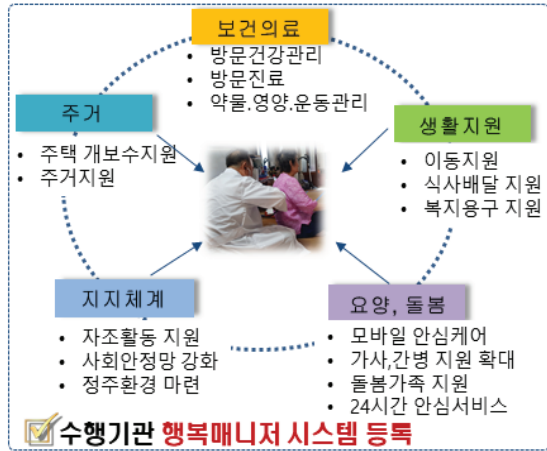 보건의료
• 방문건강관리
• 방문진료
• 약물.영양.운동관리
주거
• 주택 개보수지원
• 주거지원
생활지원
• 이동지원
• 식사배달 지원
• 복지용구 지원
지지체계
• 자조활동 지원
• 사회안정망 강화
• 정주환경 마련
요양, 돌봄
• 모바일 안심케어
• 가사,간병 지원 확대
• 돌봄가족 지원
• 24시간 안심서비스
수행기관 행복매니저 시스템 등록